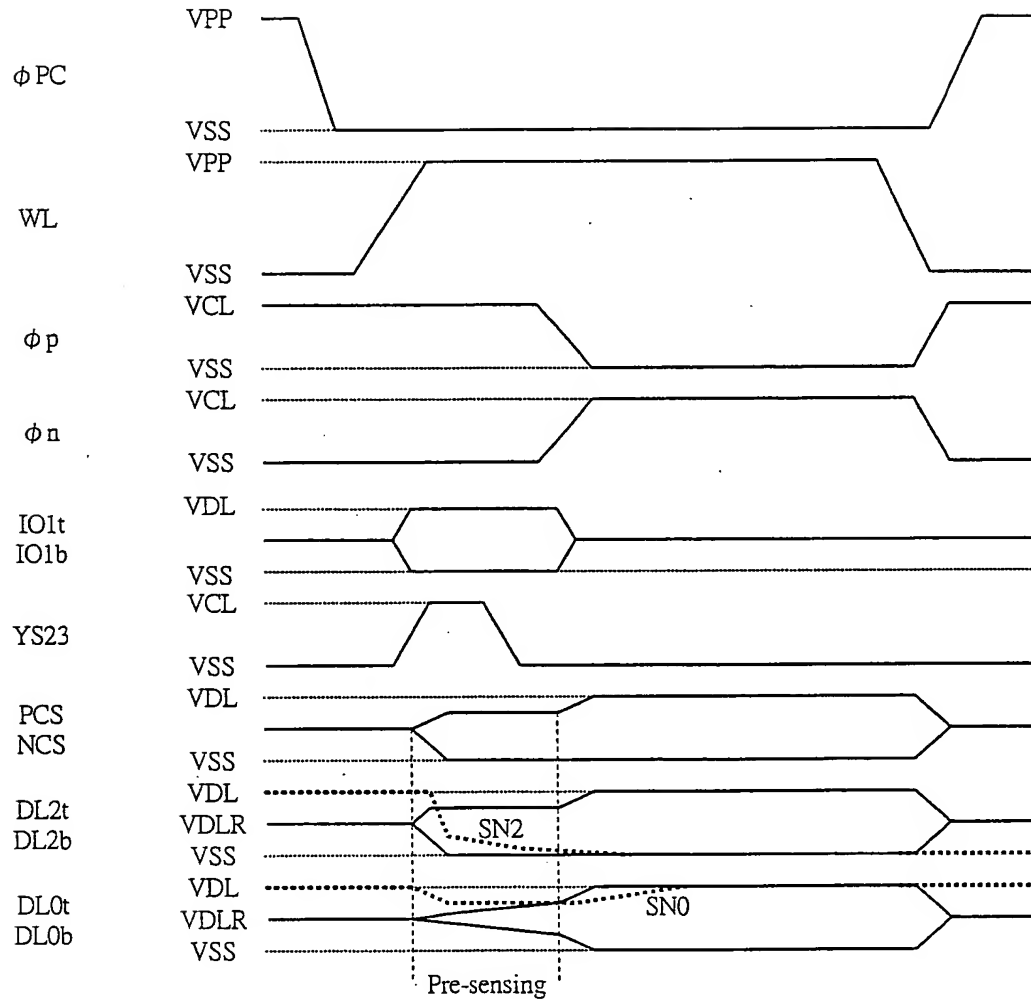 VPP
φPC
VSS
VPP
WL
VSS
VCL
φp
VSS
VCL
φn
VSS
VDL
IO1t
IO1b
VSS
VCL
YS23
VSS
VDL
PCS
NCS
VSS
VDL
DL2t
VDLR
SN2
DL2b
VSS
VDL
DL0t
VDLR
SN0
DL0b
VSS
Pre-sensing